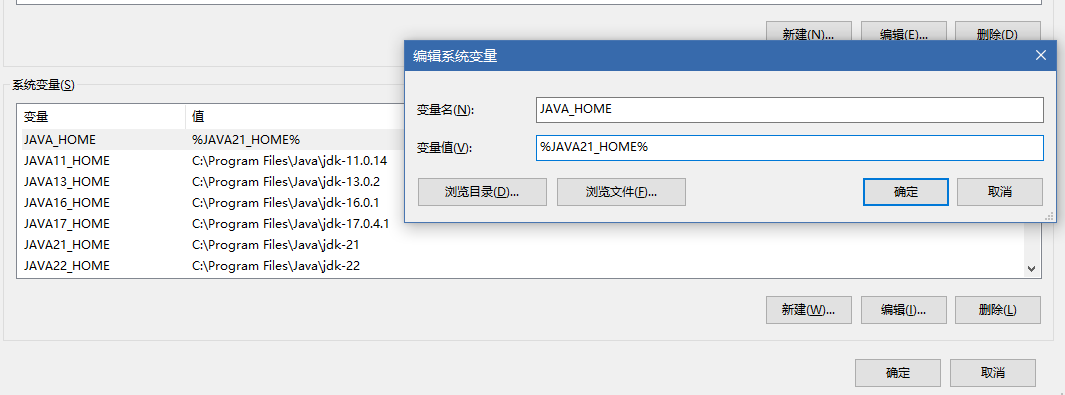 新建(N)... 编辑(E)... 删除(D)
编辑系统变量
变量名(N): JAVA_HOME
变量值(V): %JAVA21_HOME%
浏览目录(D)... 浏览文件(F)... 确定 取消
系统变量(S)
变量 值
JAVA_HOME %JAVA21_HOME%
JAVA11_HOME C:\Program Files\Java\jdk-11.0.14
JAVA13_HOME C:\Program Files\Java\jdk-13.0.2
JAVA16_HOME C:\Program Files\Java\jdk-16.0.1
JAVA17_HOME C:\Program Files\Java\jdk-17.0.4.1
JAVA21_HOME C:\Program Files\Java\jdk-21
JAVA22_HOME C:\Program Files\Java\jdk-22
新建(W)... 编辑(I)... 删除(L)
确定 取消